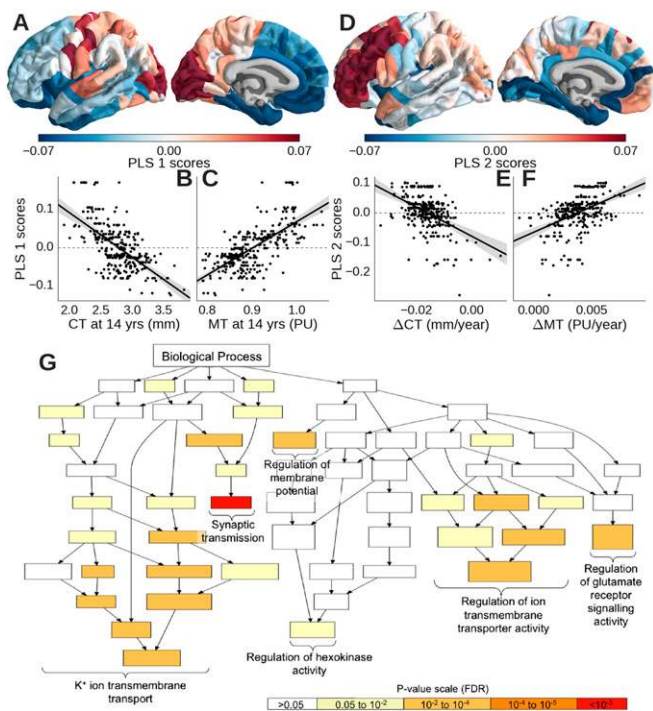 A
D
−0.07 0.00 0.07
PLS 1 scores
−0.07 0.00 0.07
PLS 2 scores
B C
PLS 1 scores
0.1
0.0
−0.1
2.0 2.5 3.0 3.5
CT at 14 yrs (mm)
0.8 0.9 1.0
MT at 14 yrs (PU)
E F
PLS 2 scores
0.1
0.0
−0.1
−0.2
−0.02 0.00
ΔCT (mm/year)
0.000 0.005
ΔMT (PU/year)
G
Biological Process
Regulation of
membrane
potential
Synaptic
transmission
Regulation of ion
transmembrane
transporter activity
Regulation
of glutamate
receptor
signalling
activity
Regulation of hexokinase
activity
K⁺ ion transmembrane
transport
P-value scale (FDR)
>0.05 0.05 to 10⁻² 10⁻² to 10⁻⁴ 10⁻⁴ to 10⁻⁵ <10⁻⁵